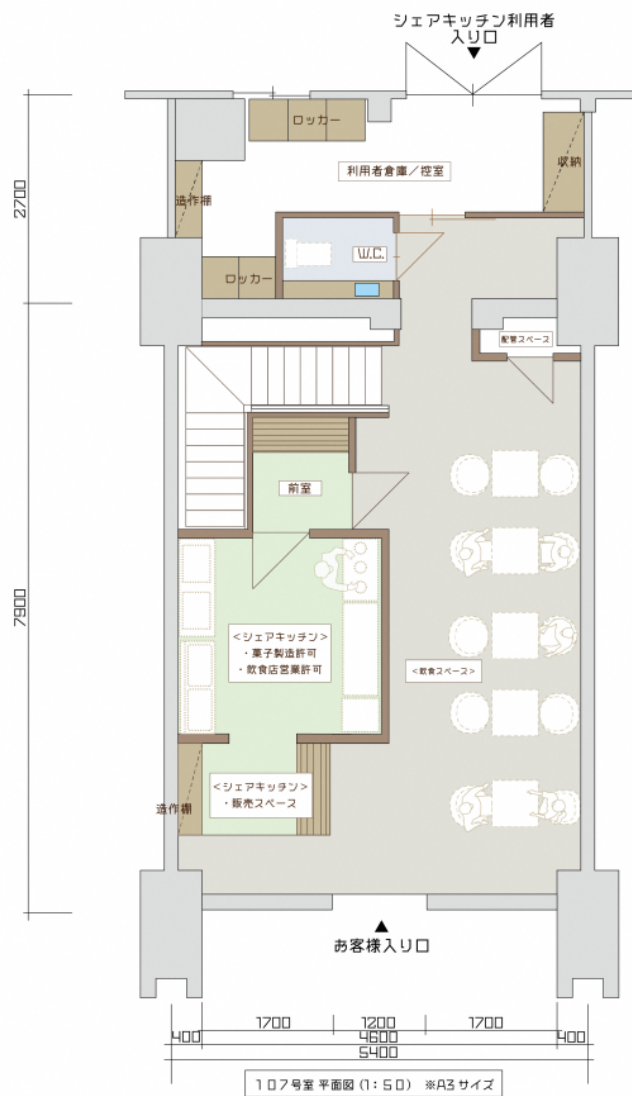 シェアキッチン利用者
入り口
▼
ロッカー
収納
利用者倉庫／控室
造作棚
2700
W.C.
ロッカー
配管スペース
前室
7900
<シェアキッチン>
・菓子製造許可
・飲食店営業許可
<飲食スペース>
<シェアキッチン>
・販売スペース
造作棚
▲
お客様入り口
1700 1200 1700
400 4600 400
5400
107号室 平面図 (1:50) ※A3サイズ